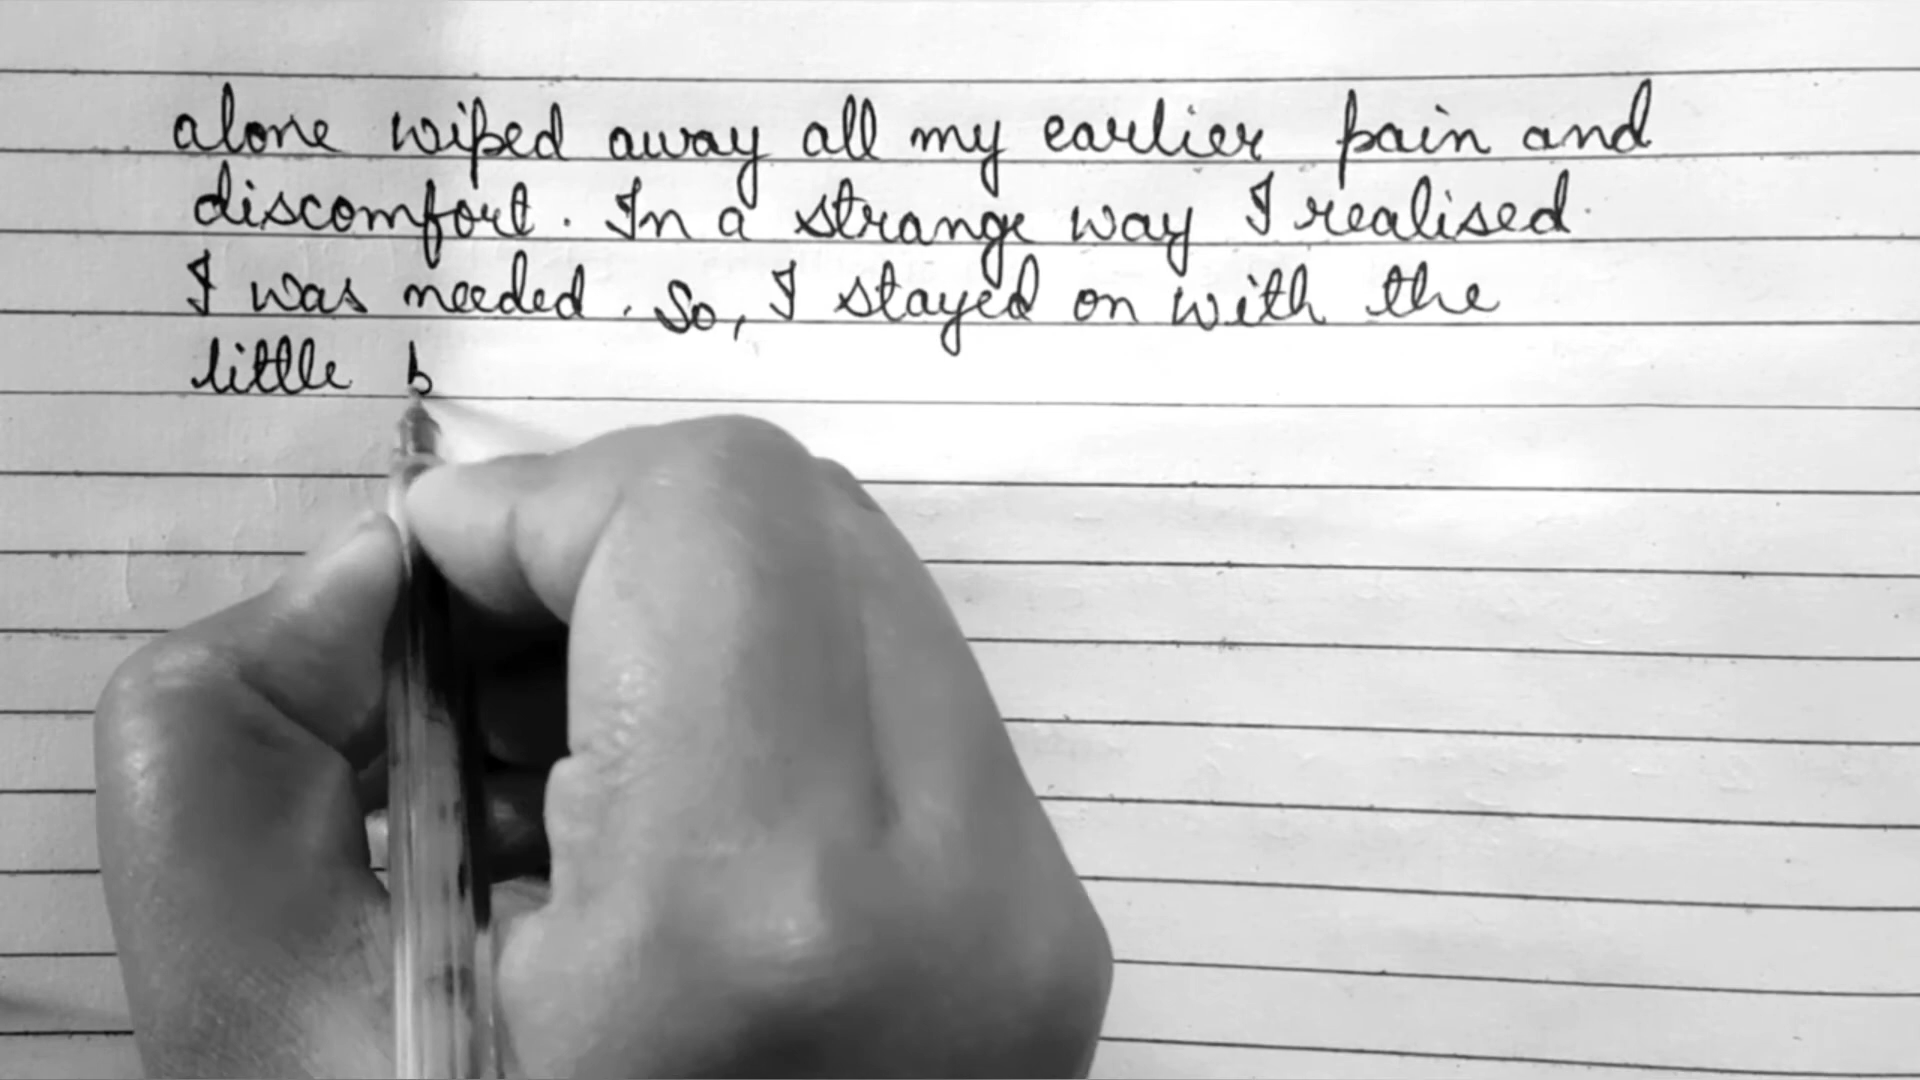 alone wiped away all my earlier pain and
discomfort. In a strange way I realised
I was needed. So, I stayed on with the
little b